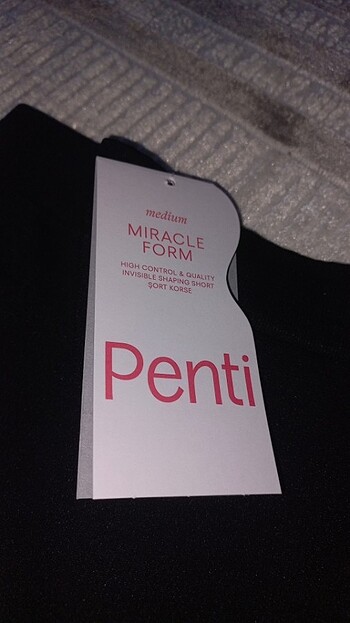 medium
MIRACLE
FORM
HIGH CONTROL & QUALITY
INVISIBLE SHAPING SHORT
ŞORT KORSE
Penti